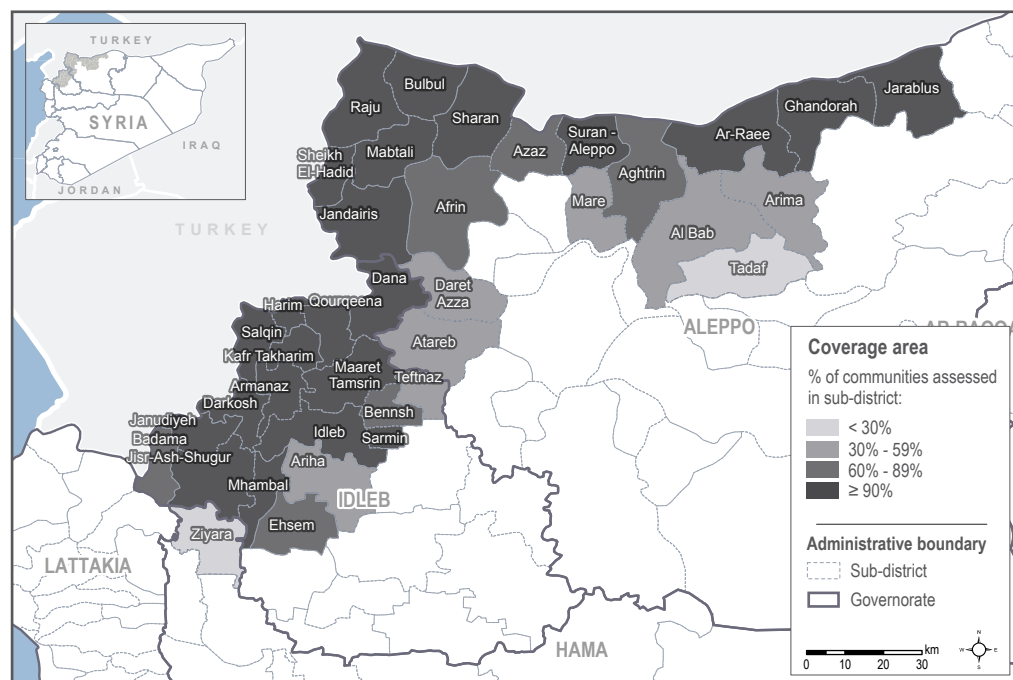 TURKEY
SYRIA
IRAQ
JORDAN
TURKEY
Raju
Bulbul
Sharan
Sheikh
El-Hadid
Mabtali
Jandairis
Afrin
Azaz
Suran -
Aleppo
Mare
Aghtrin
Ar-Raee
Ghandorah
Jarablus
Al Bab
Arima
Tadaf
Dana
Daret
Azza
Harim
Qourqeena
Salqin
Atareb
Kafr Takharim
Maaret
Tamsrin
Teftnaz
Armanaz
Darkosh
Bennsh
Janudiyeh
Badama
Idleb
Sarmin
Jisr-Ash-Shugur
Ariha
Mhambal
IDLEB
Ehsem
Ziyara
ALEPPO
LATTAKIA
HAMA
Coverage area
% of communities assessed
in sub-district:
< 30%
30% - 59%
60% - 89%
≥ 90%
Administrative boundary
Sub-district
Governorate
km
0 10 20 30
N
W E
S